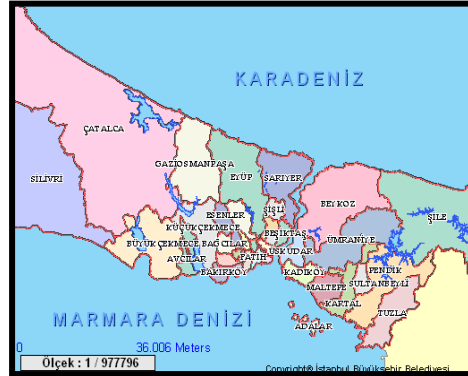 KARADENİZ
ÇATALCA
GAZİOSMANPAŞA
SİLİVRİ
EYÜP
SARIYER
BEYKOZ
ŞİLE
ESENLER
ŞİŞLİ
KÜÇÜKÇEKMECE
BEŞİKTAŞ
ÜMRANİYE
BÜYÜKÇEKMECE
BAĞCILAR
ÜSKÜDAR
AVCILAR
FATİH
BAKIRKÖY
KADIKÖY
PENDİK
MALTEPE
SULTANBEYLİ
KARTAL
TUZLA
ADALAR
MARMARA DENİZİ
0 36.006 Meters
Ölçek : 1 / 977796
Copyright® İstanbul Büyükşehir Belediyesi